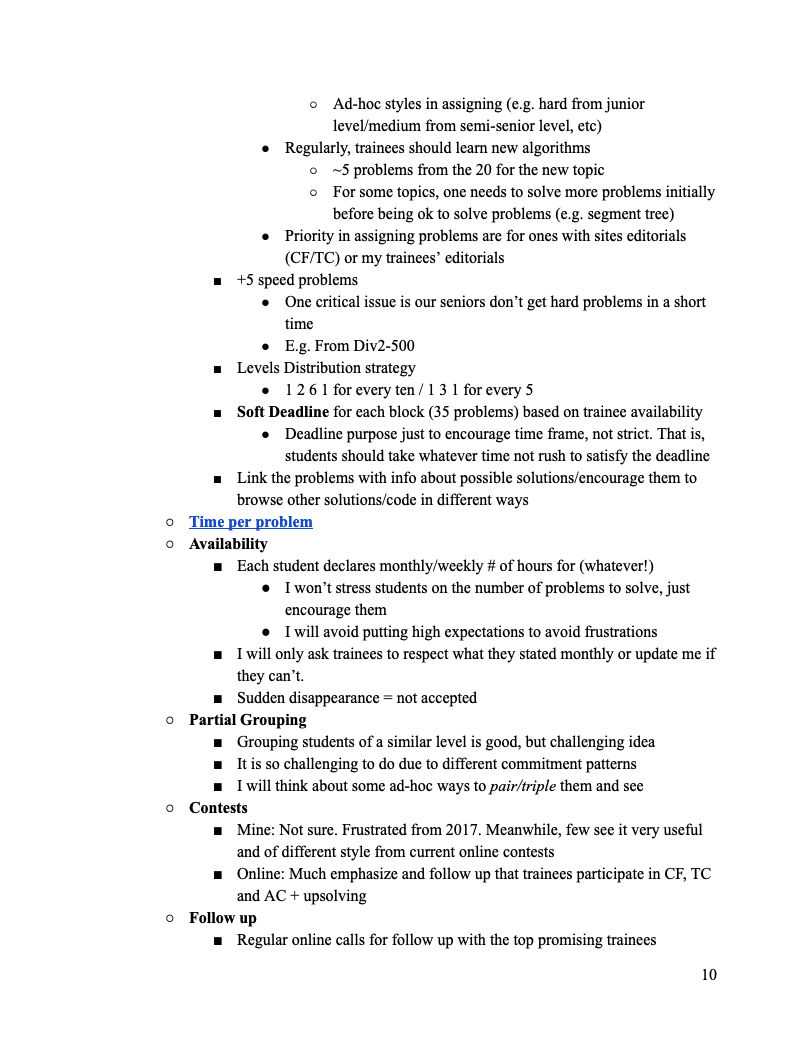 ○ Ad-hoc styles in assigning (e.g. hard from junior
level/medium from semi-senior level, etc)
● Regularly, trainees should learn new algorithms
○ ~5 problems from the 20 for the new topic
○ For some topics, one needs to solve more problems initially
before being ok to solve problems (e.g. segment tree)
● Priority in assigning problems are for ones with sites editorials
(CF/TC) or my trainees’ editorials
■ +5 speed problems
● One critical issue is our seniors don’t get hard problems in a short
time
● E.g. From Div2-500
■ Levels Distribution strategy
● 1 2 6 1 for every ten / 1 3 1 for every 5
■ Soft Deadline for each block (35 problems) based on trainee availability
● Deadline purpose just to encourage time frame, not strict. That is,
students should take whatever time not rush to satisfy the deadline
■ Link the problems with info about possible solutions/encourage them to
browse other solutions/code in different ways
○ Time per problem
○ Availability
■ Each student declares monthly/weekly # of hours for (whatever!)
● I won’t stress students on the number of problems to solve, just
encourage them
● I will avoid putting high expectations to avoid frustrations
■ I will only ask trainees to respect what they stated monthly or update me if
they can’t.
■ Sudden disappearance = not accepted
○ Partial Grouping
■ Grouping students of a similar level is good, but challenging idea
■ It is so challenging to do due to different commitment patterns
■ I will think about some ad-hoc ways to pair/triple them and see
○ Contests
■ Mine: Not sure. Frustrated from 2017. Meanwhile, few see it very useful
and of different style from current online contests
■ Online: Much emphasize and follow up that trainees participate in CF, TC
and AC + upsolving
○ Follow up
■ Regular online calls for follow up with the top promising trainees
10